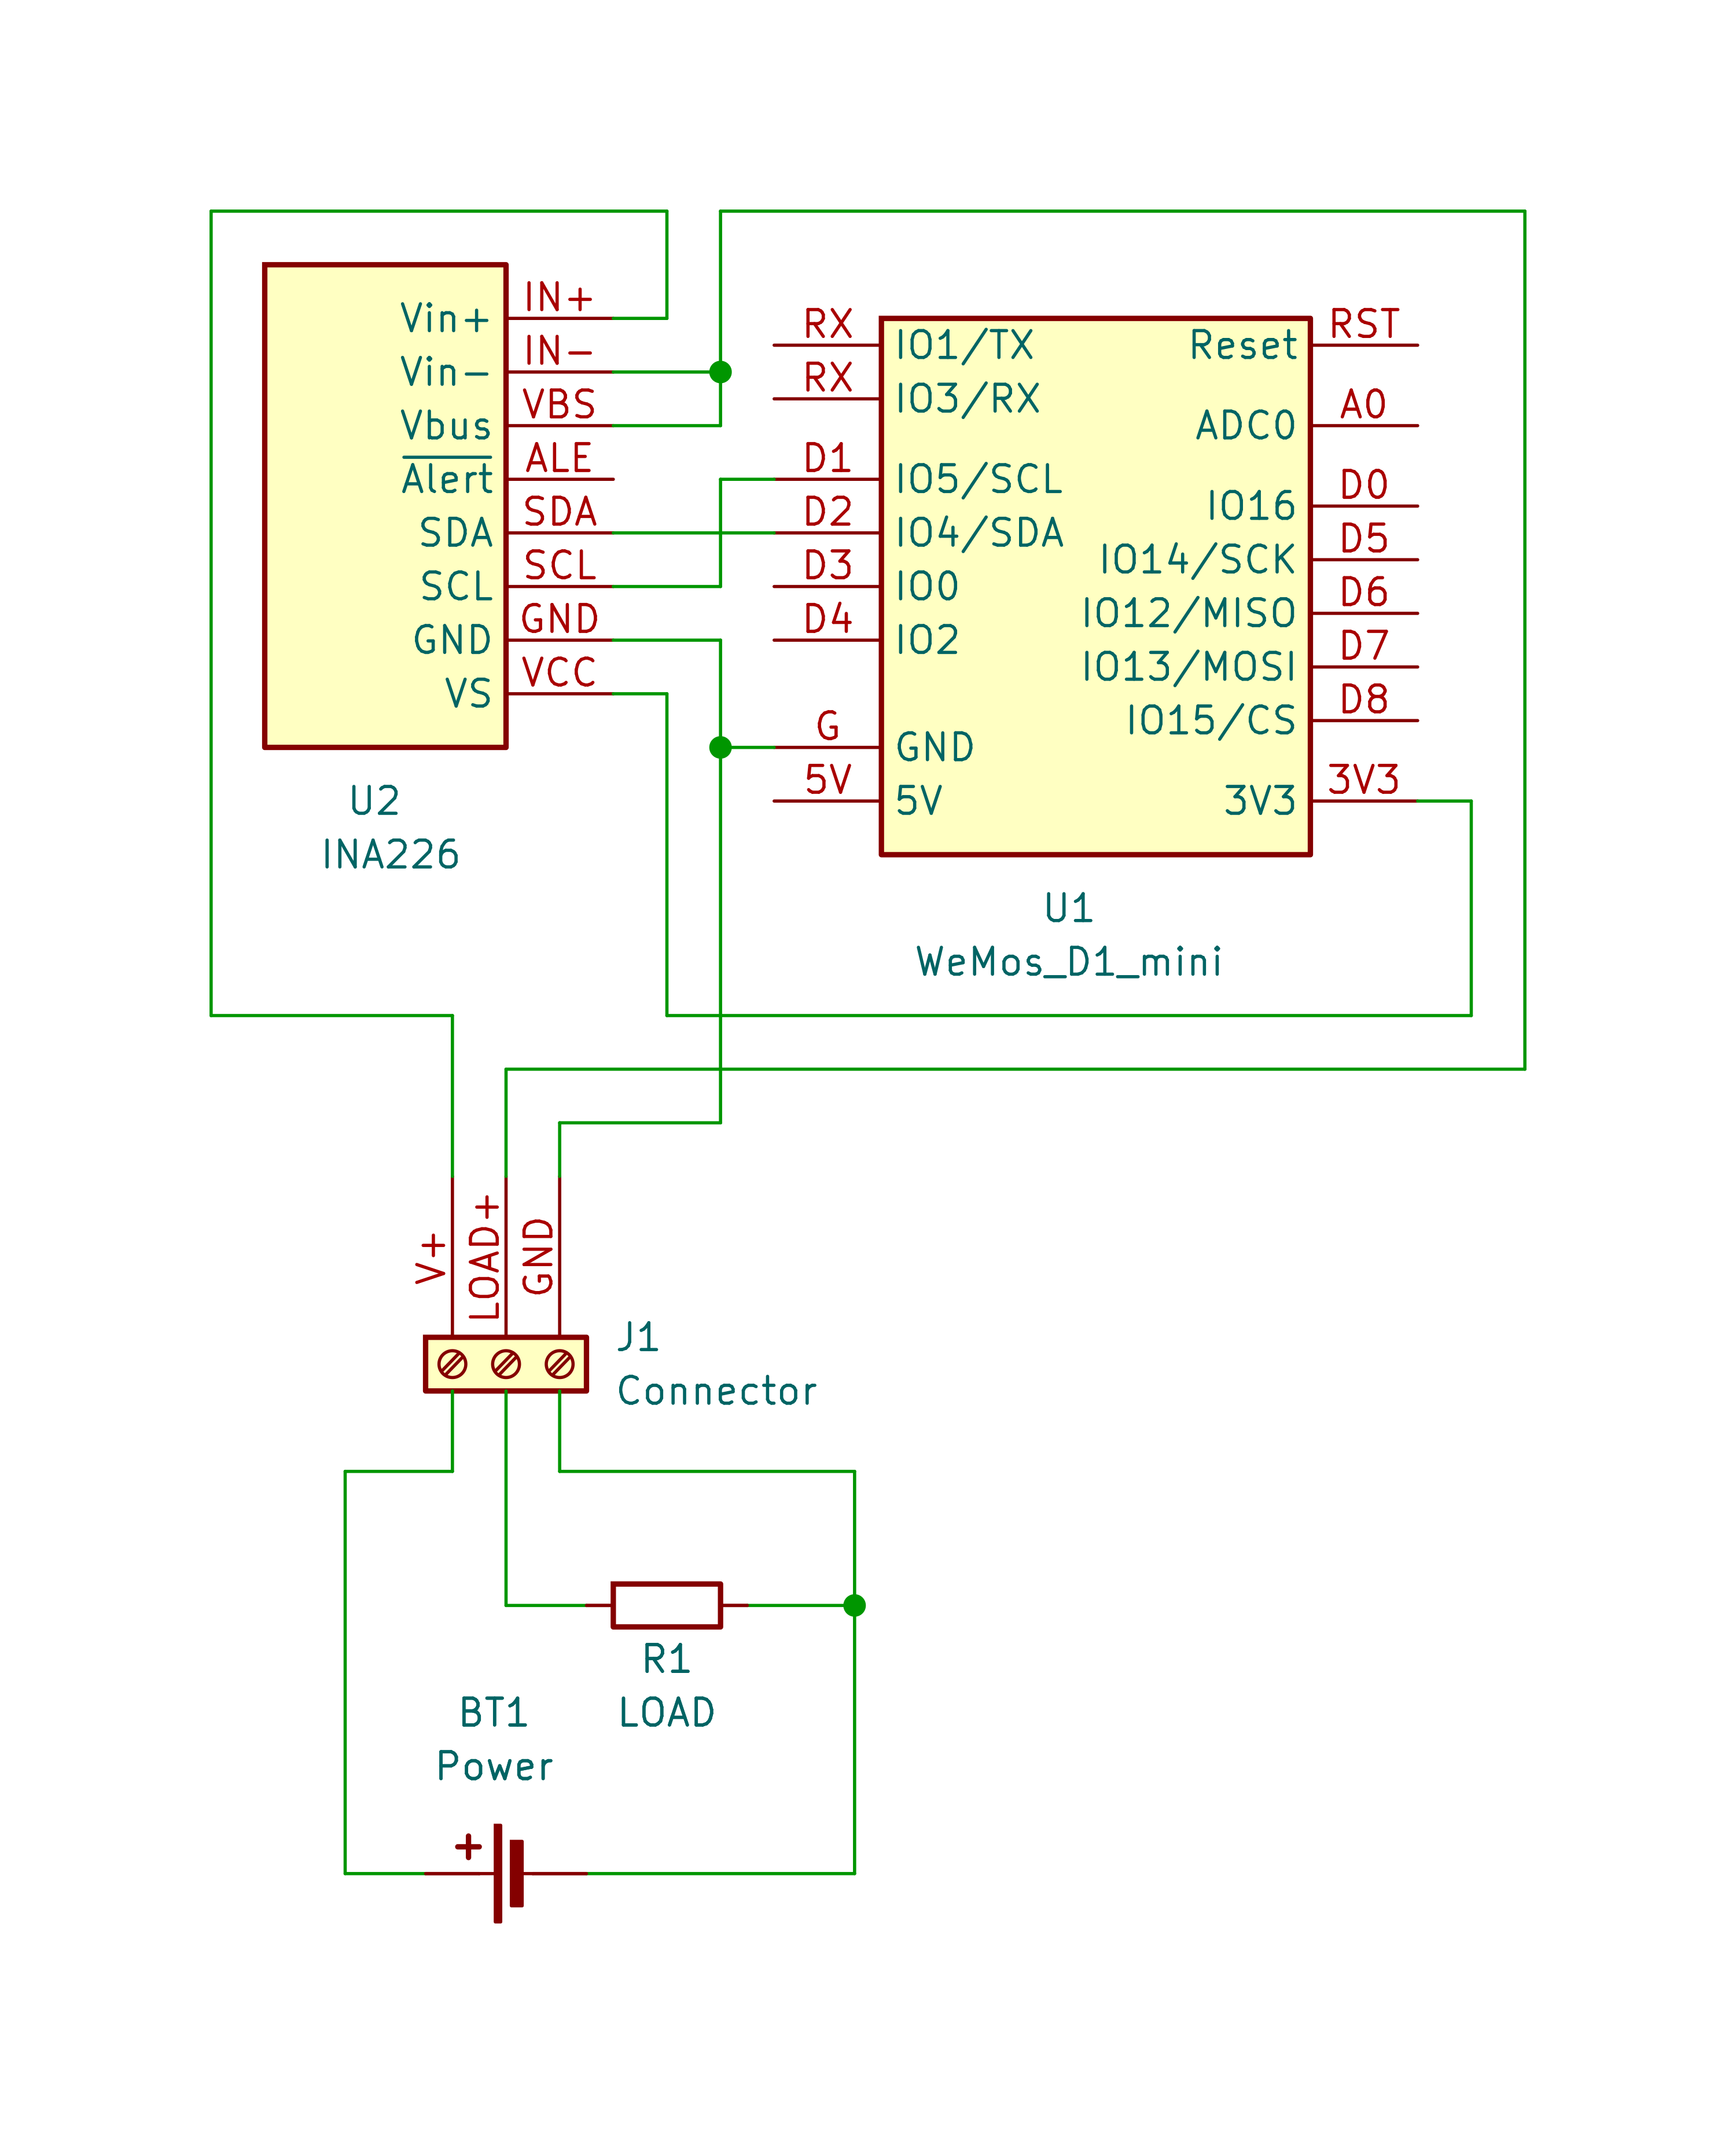 IN+
Vin+
IN-
Vin-
VBS
Vbus
ALE
Alert
SDA
SDA
SCL
SCL
GND
GND
VCC
VS
U2
INA226
RX
IO1/TX
RX
IO3/RX
D1
IO5/SCL
D2
IO4/SDA
D3
IO0
D4
IO2
G
GND
5V
5V
RST
Reset
A0
ADC0
D0
IO16
D5
IO14/SCK
D6
IO12/MISO
D7
IO13/MOSI
D8
IO15/CS
3V3
3V3
U1
WeMos_D1_mini
V+
LOAD+
GND
J1
Connector
R1
LOAD
BT1
Power
+